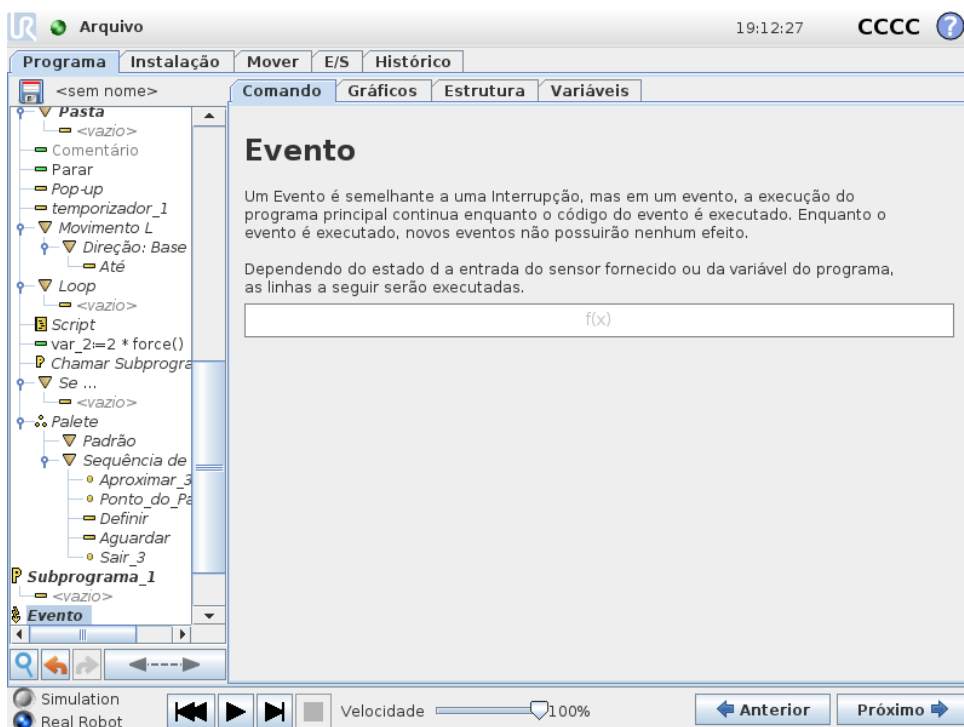 UR Arquivo 19:12:27 CCCC ?
Programa Instalação Mover E/S Histórico
<sem nome>
Comando Gráficos Estrutura Variáveis
Pasta
<vazio>
Comentário
Parar
Pop-up
temporizador_1
Movimento L
Direção: Base
Até
Loop
<vazio>
Script
var_2:=2 * force()
P Chamar Subprogra
Se ...
<vazio>
Palete
Padrão
Sequência de
Aproximar_3
Ponto_do_Pa
Definir
Aguardar
Sair_3
P Subprograma_1
<vazio>
Evento
Evento
Um Evento é semelhante a uma Interrupção, mas em um evento, a execução do
programa principal continua enquanto o código do evento é executado. Enquanto o
evento é executado, novos eventos não possuirão nenhum efeito.
Dependendo do estado d a entrada do sensor fornecido ou da variável do programa,
as linhas a seguir serão executadas.
f(x)
Simulation
Real Robot
Velocidade 100%
Anterior Próximo